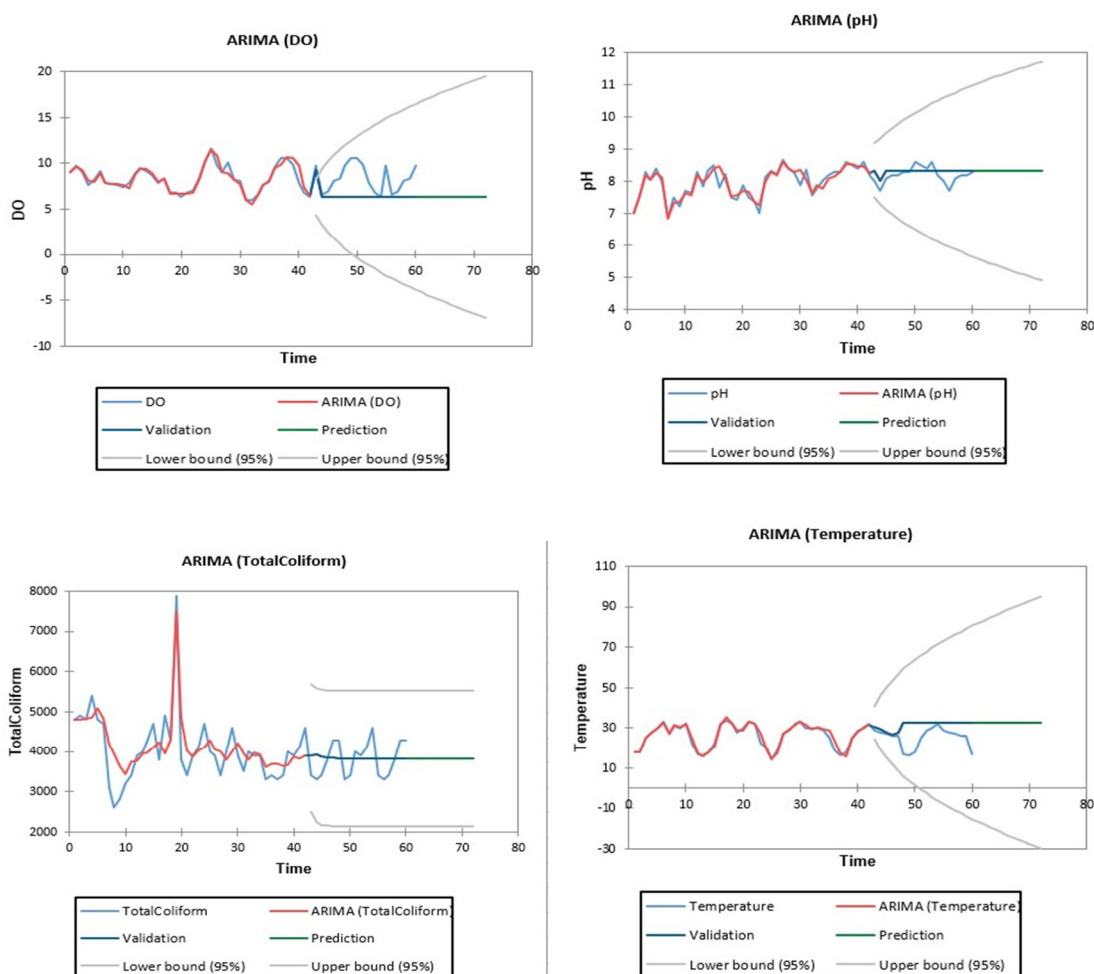 ARIMA (DO)
20
15
10
5
0
-5
-10
0 10 20 30 40 50 60 70 80
DO
Time
DO ARIMA (DO)
Validation Prediction
Lower bound (95%) Upper bound (95%)
ARIMA (pH)
12
11
10
9
8
7
6
5
4
0 10 20 30 40 50 60 70 80
pH
Time
pH ARIMA (pH)
Validation Prediction
Lower bound (95%) Upper bound (95%)
ARIMA (TotalColiform)
8000
7000
6000
5000
4000
3000
2000
0 10 20 30 40 50 60 70 80
TotalColiform
Time
TotalColiform ARIMA (TotalColiform)
Validation Prediction
Lower bound (95%) Upper bound (95%)
ARIMA (Temperature)
110
90
70
50
30
10
-10
-30
0 10 20 30 40 50 60 70 80
Temperature
Time
Temperature ARIMA (Temperature)
Validation Prediction
Lower bound (95%) Upper bound (95%)